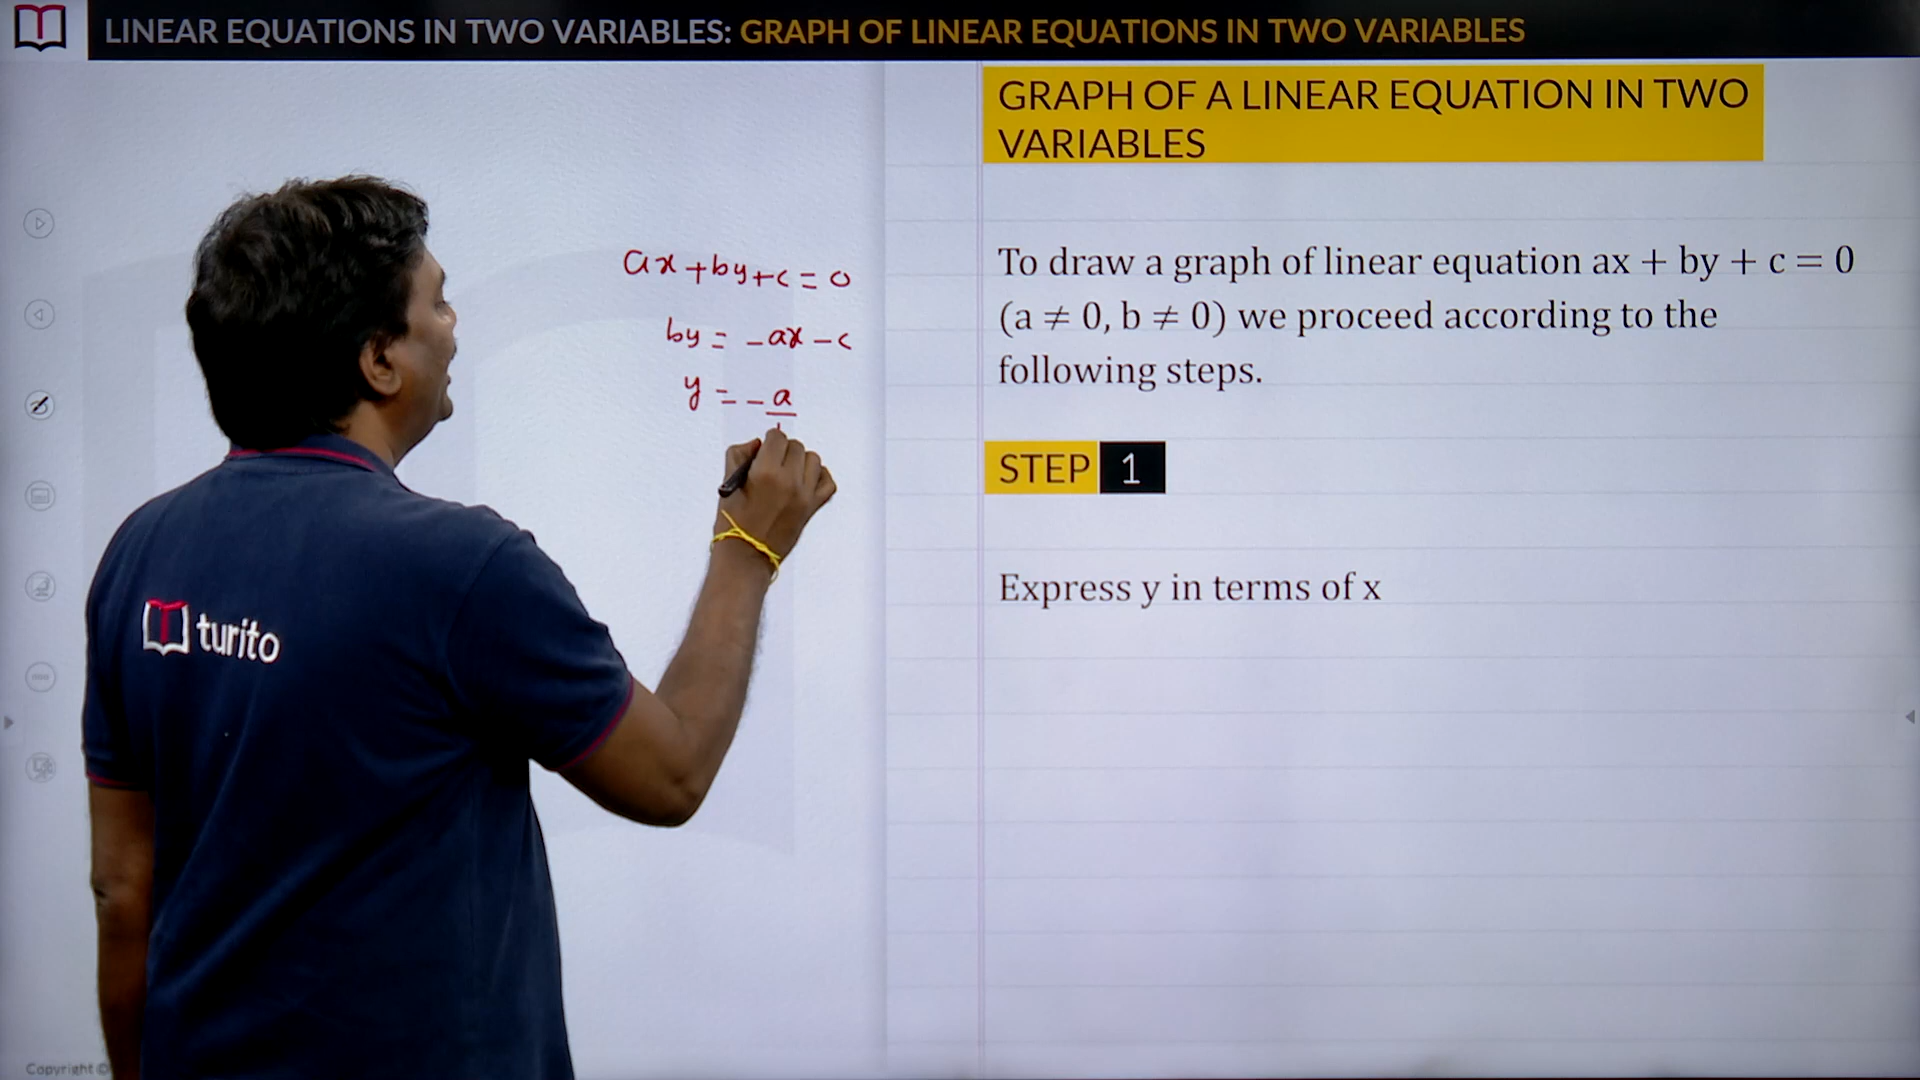 LINEAR EQUATIONS IN TWO VARIABLES: GRAPH OF LINEAR EQUATIONS IN TWO VARIABLES
ax+by+c=0
by = -ax-c
y = -a
turito
GRAPH OF A LINEAR EQUATION IN TWO
VARIABLES
To draw a graph of linear equation ax + by + c = 0
(a ≠ 0, b ≠ 0) we proceed according to the
following steps.
STEP 1
Express y in terms of x
Copyright ©